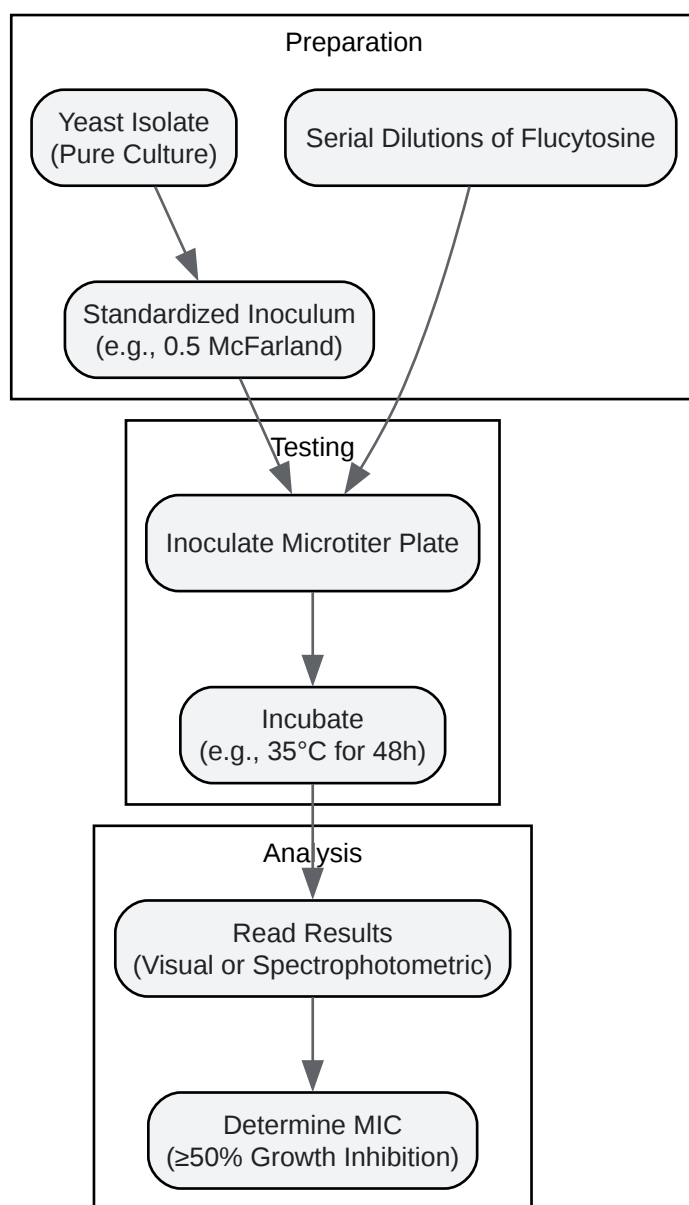 Preparation
Yeast Isolate
(Pure Culture)
Serial Dilutions of Flucytosine
Standardized Inoculum
(e.g., 0.5 McFarland)
Testing
Inoculate Microtiter Plate
Incubate
(e.g., 35°C for 48h)
Analysis
Read Results
(Visual or Spectrophotometric)
Determine MIC
(≥50% Growth Inhibition)